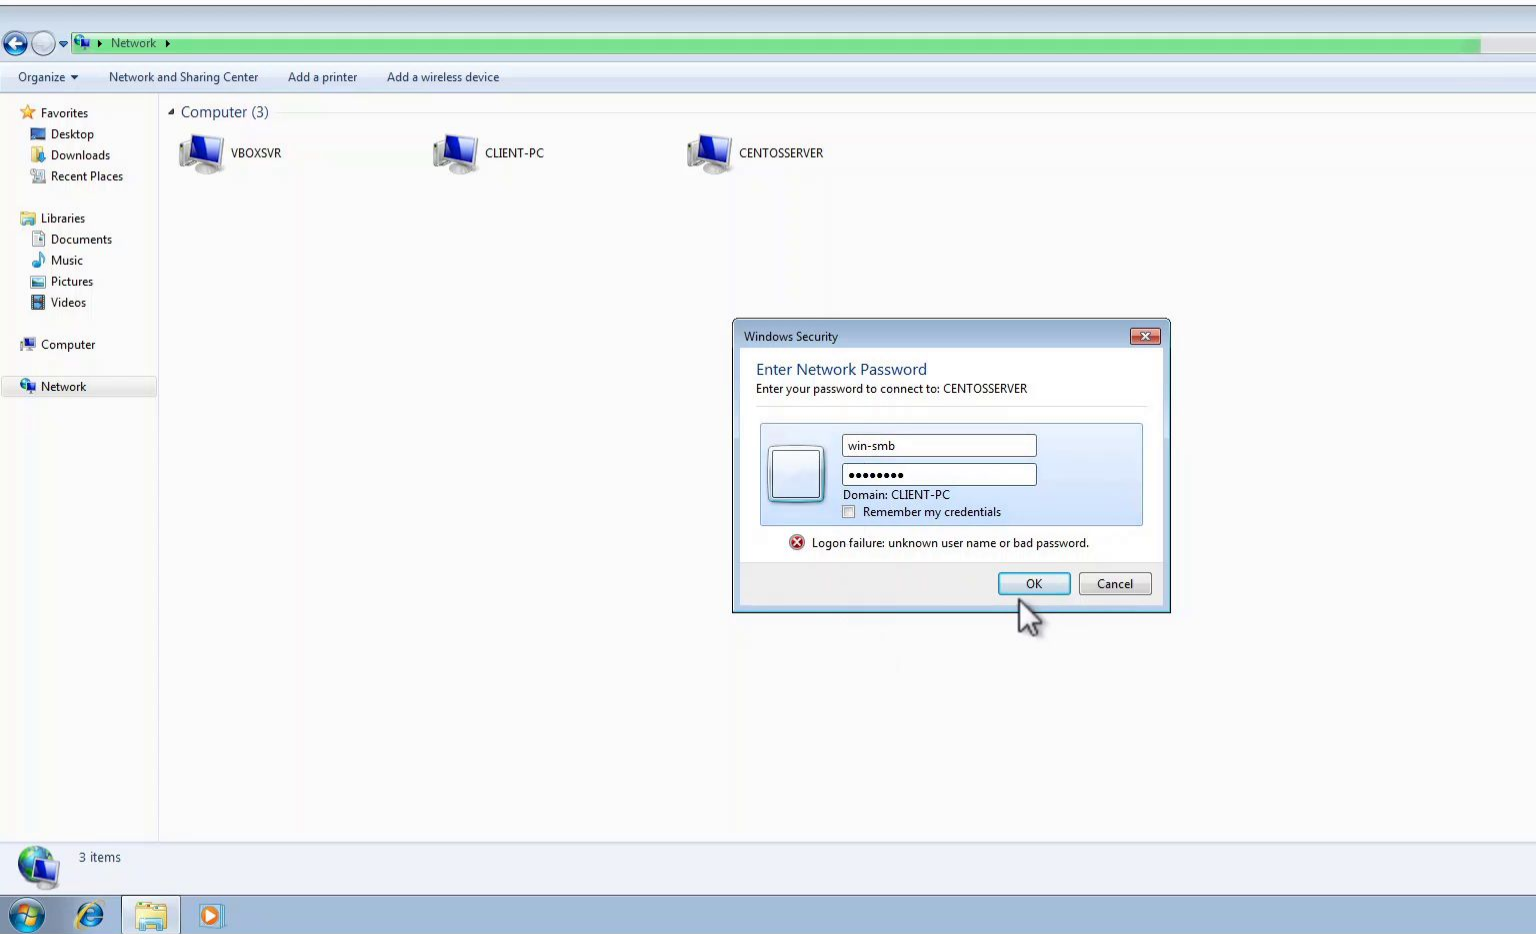 Network
Organize
Network and Sharing Center
Add a printer
Add a wireless device
Favorites
Desktop
Downloads
Recent Places
Libraries
Documents
Music
Pictures
Videos
Computer
Network
Computer (3)
VBOXSVR
CLIENT-PC
CENTOSSERVER
Windows Security
Enter Network Password
Enter your password to connect to: CENTOSSERVER
win-smb
••••••••
Domain: CLIENT-PC
Remember my credentials
Logon failure: unknown user name or bad password.
OK
Cancel
3 items